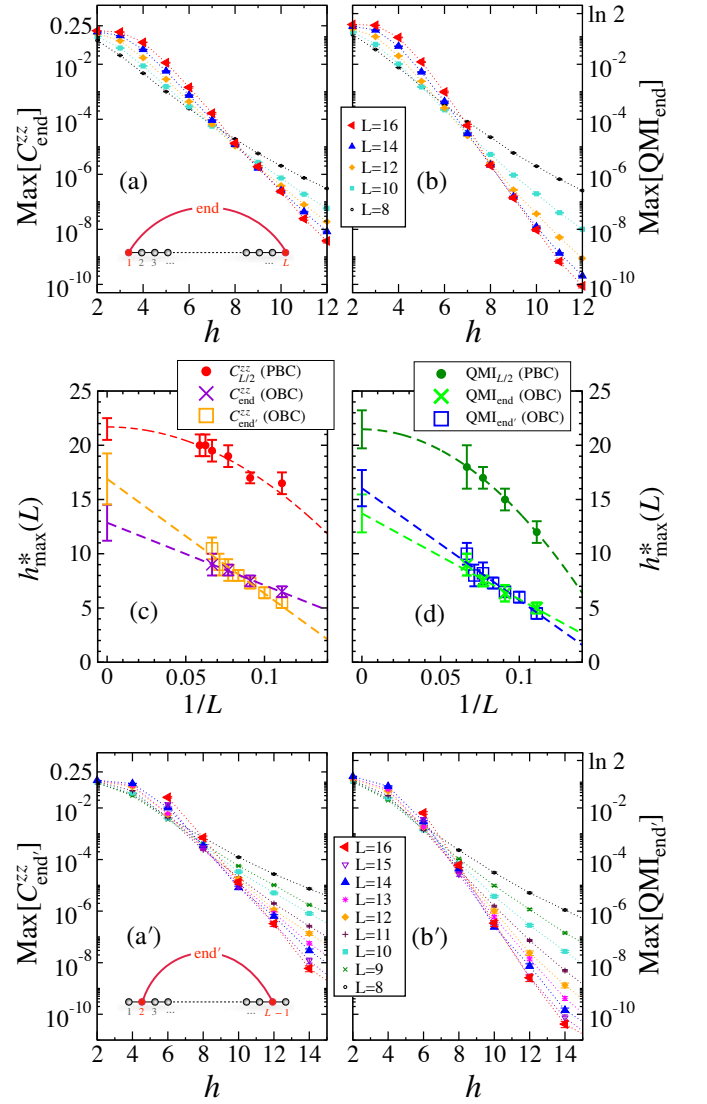 0.25
10^-2
10^-4
10^-6
10^-8
10^-10
Max[C^zz_end]
(a)
end
1 2 3 ... ... L
2 4 6 8 10 12
h
L=16
L=14
L=12
L=10
L=8
(b)
2 4 6 8 10 12
h
ln 2
10^-2
10^-4
10^-6
10^-8
10^-10
Max[QMI_end]
C^zz_L/2 (PBC)
C^zz_end (OBC)
C^zz_end′ (OBC)
25
20
15
10
5
0
h*_max(L)
(c)
0 0.05 0.1
1/L
QMI_L/2 (PBC)
QMI_end (OBC)
QMI_end′ (OBC)
(d)
0 0.05 0.1
1/L
25
20
15
10
5
0
h*_max(L)
0.25
10^-2
10^-4
10^-6
10^-8
10^-10
Max[C^zz_end′]
(a′)
end′
1 2 3 ... ... L−1
2 4 6 8 10 12 14
h
L=16
L=15
L=14
L=13
L=12
L=11
L=10
L=9
L=8
(b′)
2 4 6 8 10 12 14
h
ln 2
10^-2
10^-4
10^-6
10^-8
10^-10
Max[QMI_end′]